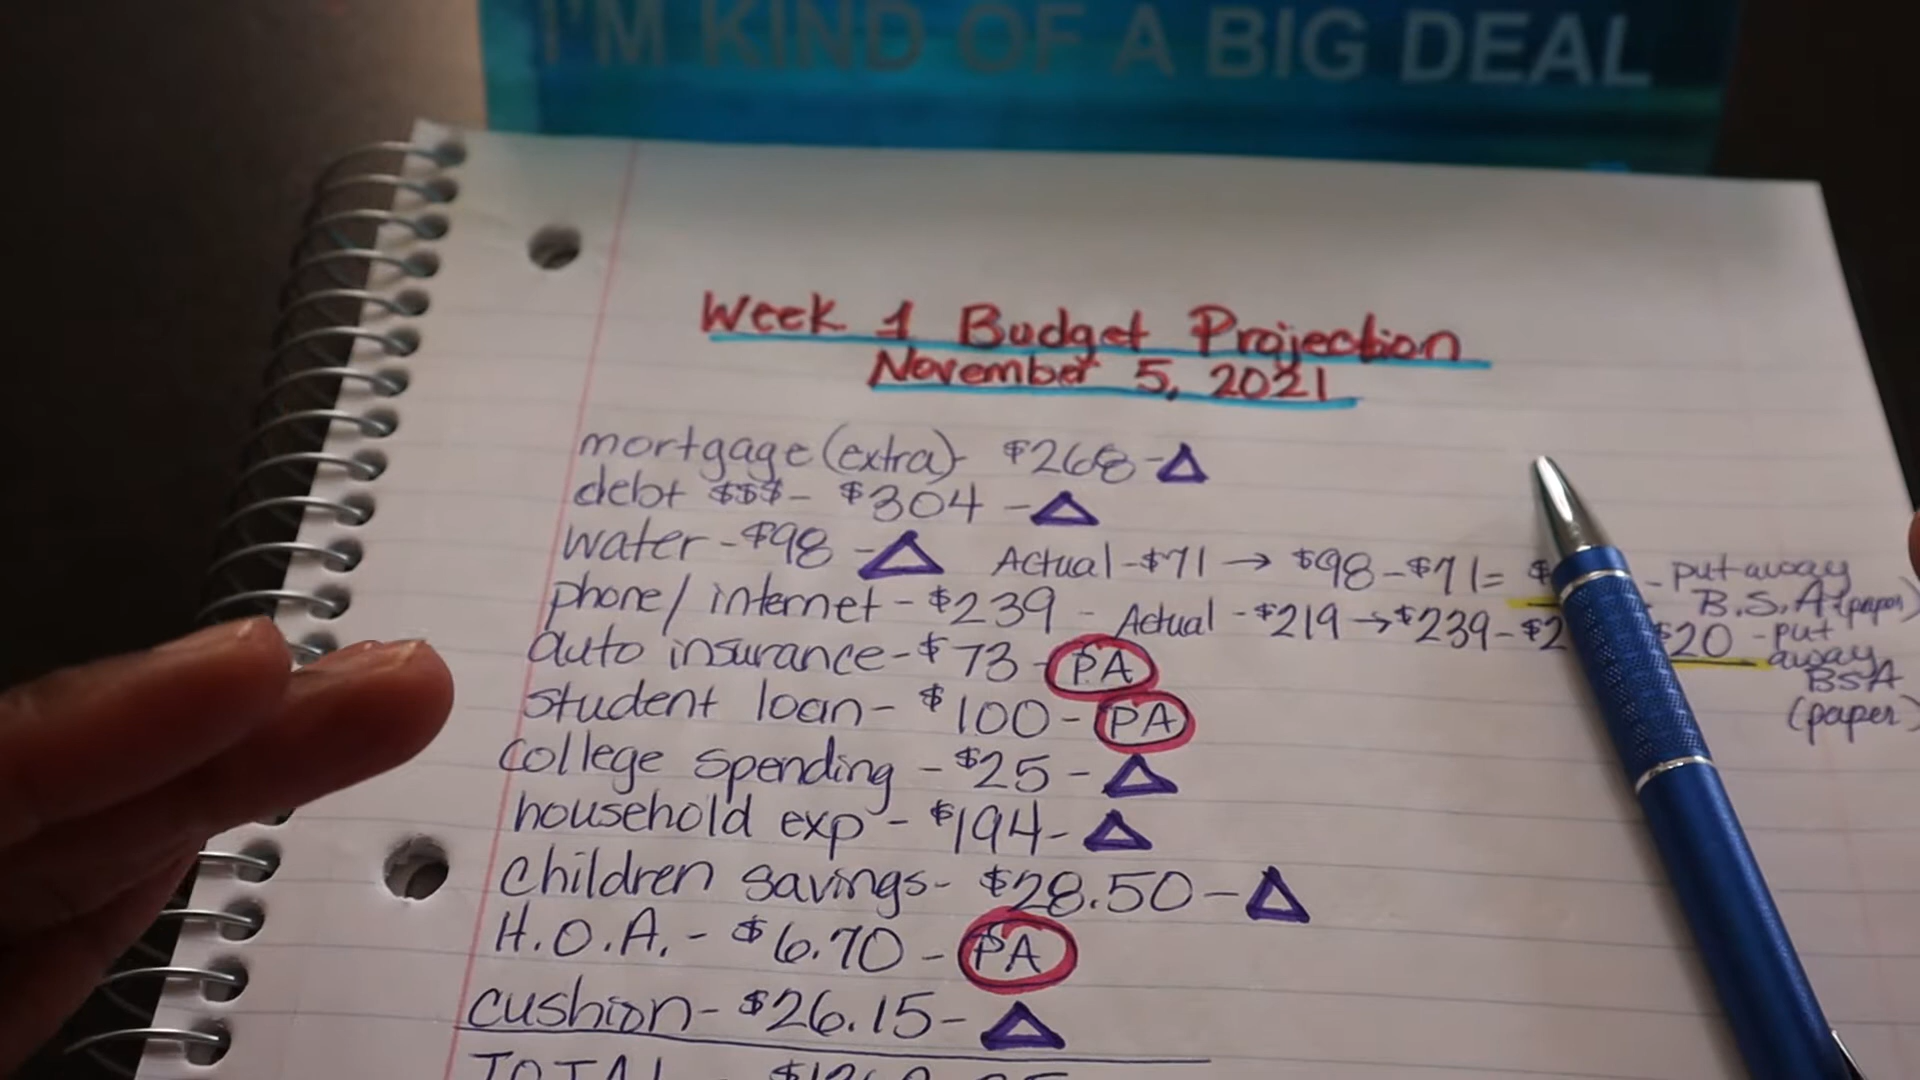 I'M KIND OF A BIG DEAL
Week 1 Budget Projection
November 5, 2021
mortgage (extra) - $268 - △
debt $$$ - $304 - △
water - $98 - △ Actual - $71 → $98 - $71 = $ - put away
B.S.A (paper)
phone / internet - $239 - Actual - $219 → $239 - $2 $20 - put
away
BSA
(paper)
auto insurance - $73 - PA
student loan - $100 - PA
college spending - $25 - △
household exp - $194 - △
children savings - $28.50 - △
H.O.A. - $6.70 - PA
cushion - $26.15 - △
TOTAL